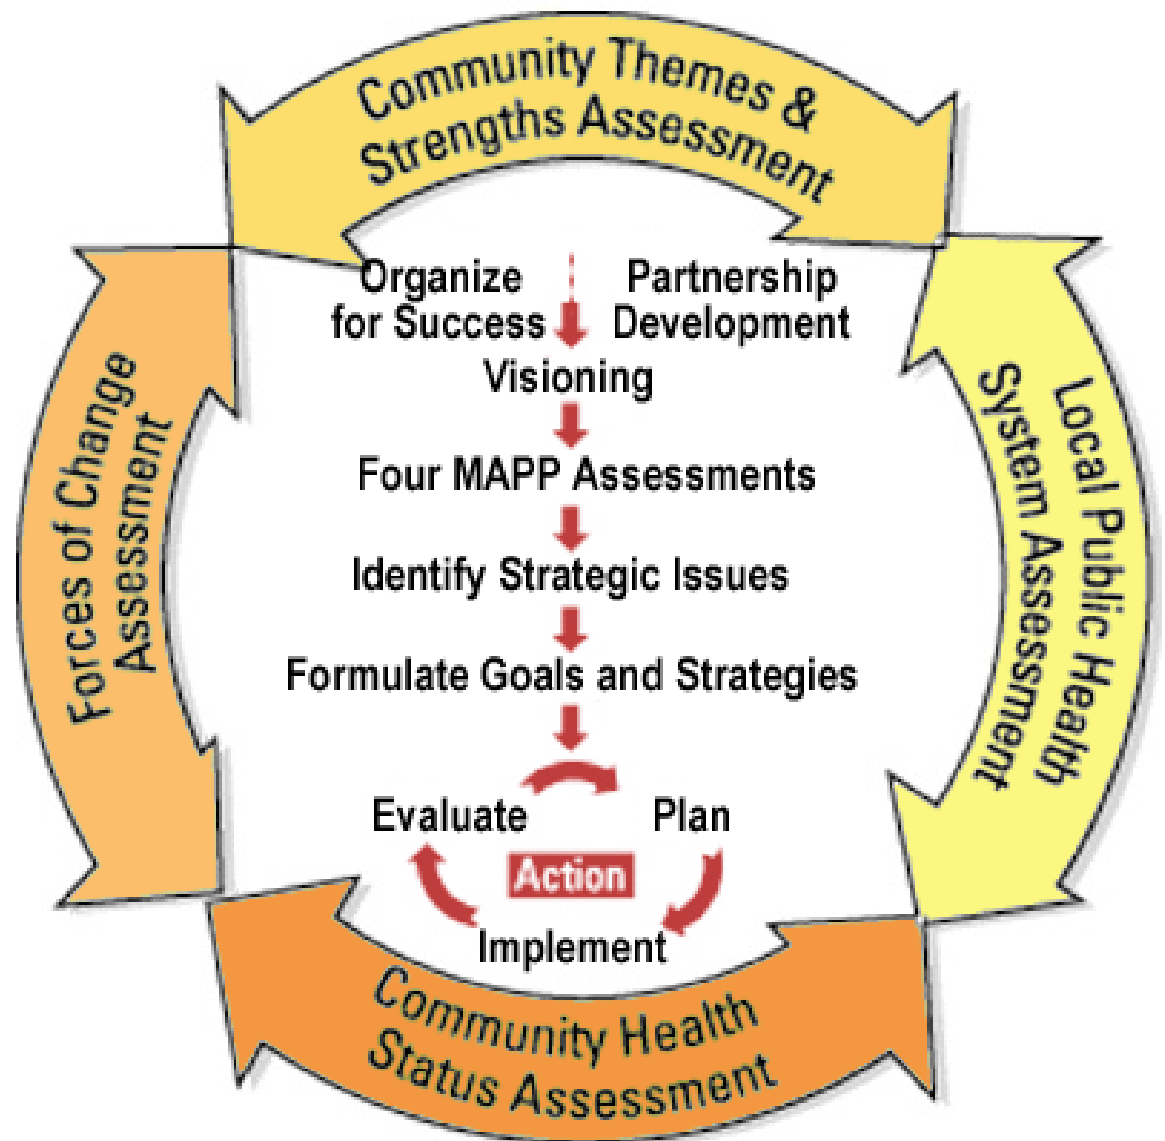 Community Themes &
Strengths Assessment
Organize
for Success
Partnership
Development
Visioning
Four MAPP Assessments
Identify Strategic Issues
Formulate Goals and Strategies
Evaluate
Plan
Action
Implement
Forces of Change
Assessment
Local Public Health
System Assessment
Community Health
Status Assessment